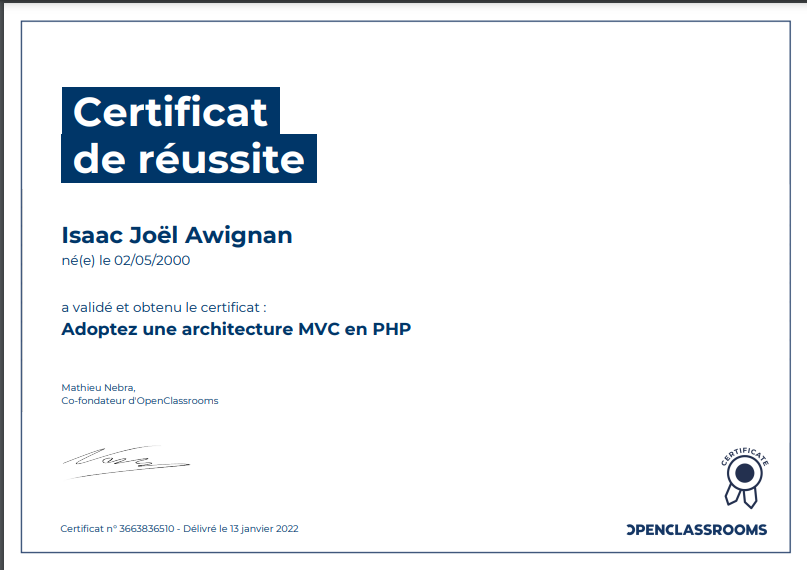 Certificat
de réussite
Isaac Joël Awignan
né(e) le 02/05/2000
a validé et obtenu le certificat :
Adoptez une architecture MVC en PHP
Mathieu Nebra,
Co-fondateur d'OpenClassrooms
CERTIFICATE
Certificat n° 3663836510 - Délivré le 13 janvier 2022
OPENCLASSROOMS